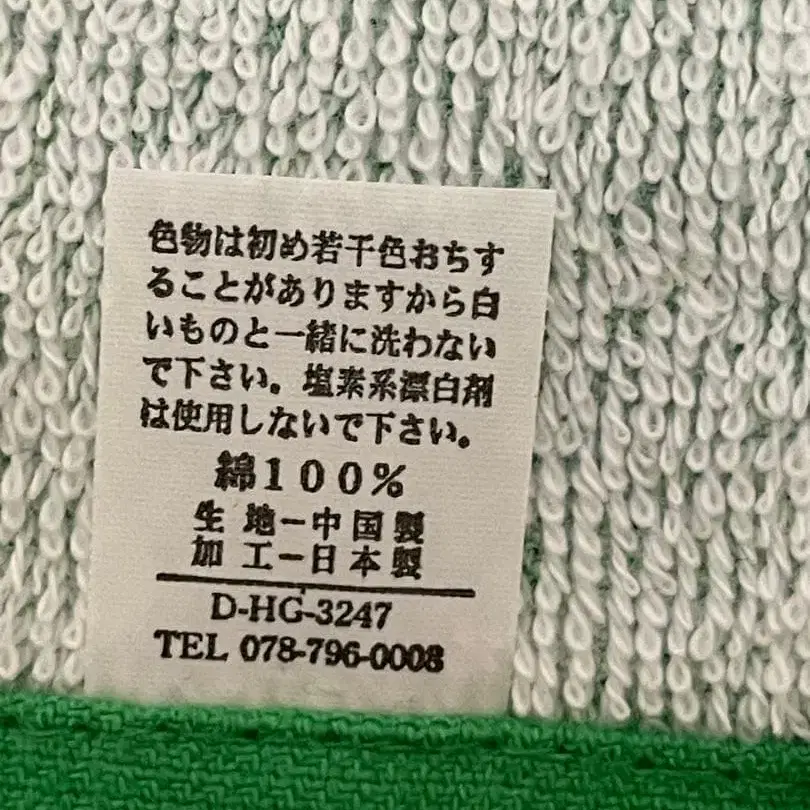 色物は初め若干色おちす
ることがありますから白
いものと一緒に洗わない
で下さい。塩素系漂白剤
は使用しないで下さい。
綿100%
生 地－中国製
加 工－日本製
D-HG-3247
TEL 078-796-0008